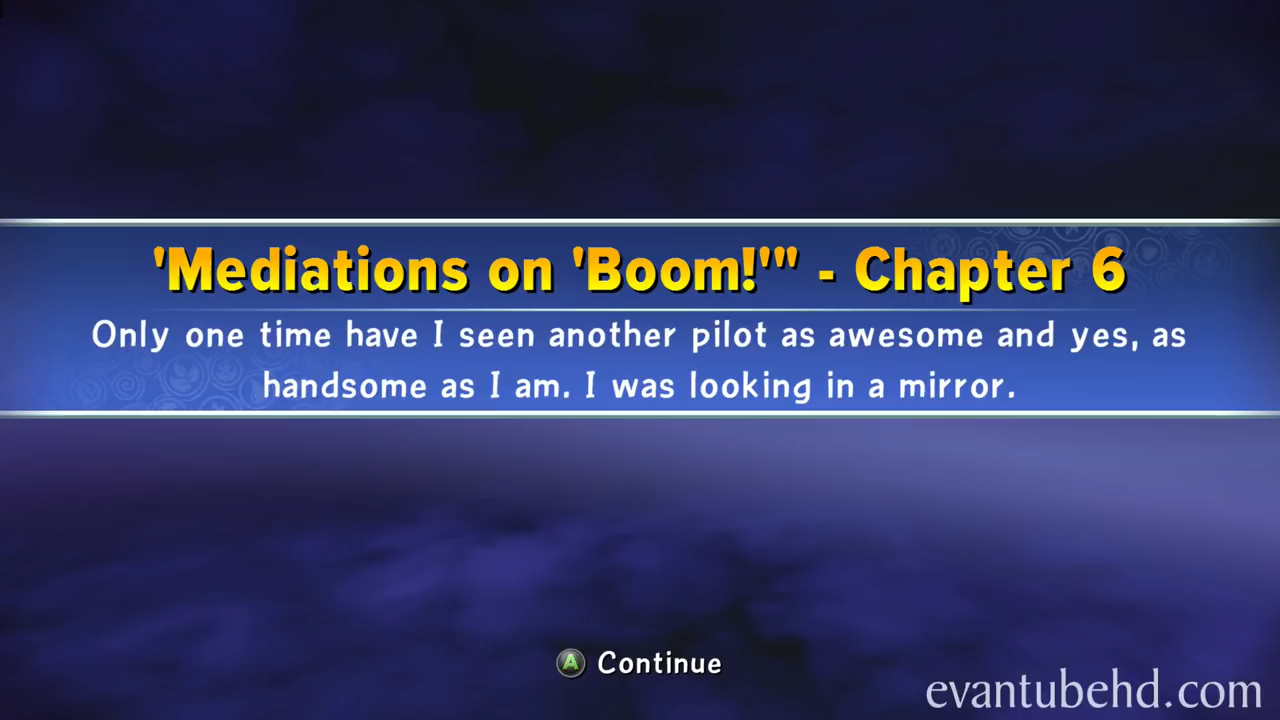 'Mediations on 'Boom!'" - Chapter 6
Only one time have I seen another pilot as awesome and yes, as
handsome as I am. I was looking in a mirror.
A Continue
evantubehd.com